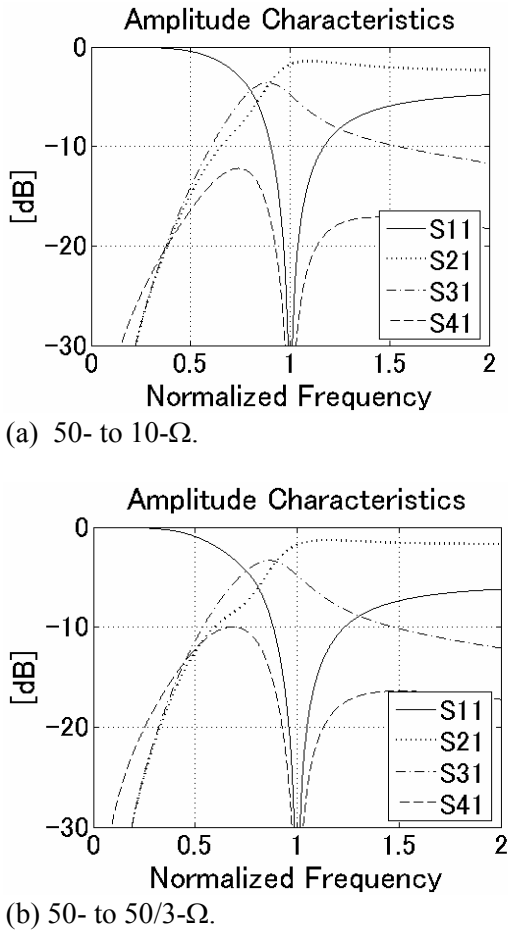 Amplitude Characteristics
0
-10
-20
-30
[dB]
S11
S21
S31
S41
0 0.5 1 1.5 2
Normalized Frequency
(a) 50- to 10-Ω.
Amplitude Characteristics
0
-10
-20
-30
[dB]
S11
S21
S31
S41
0 0.5 1 1.5 2
Normalized Frequency
(b) 50- to 50/3-Ω.